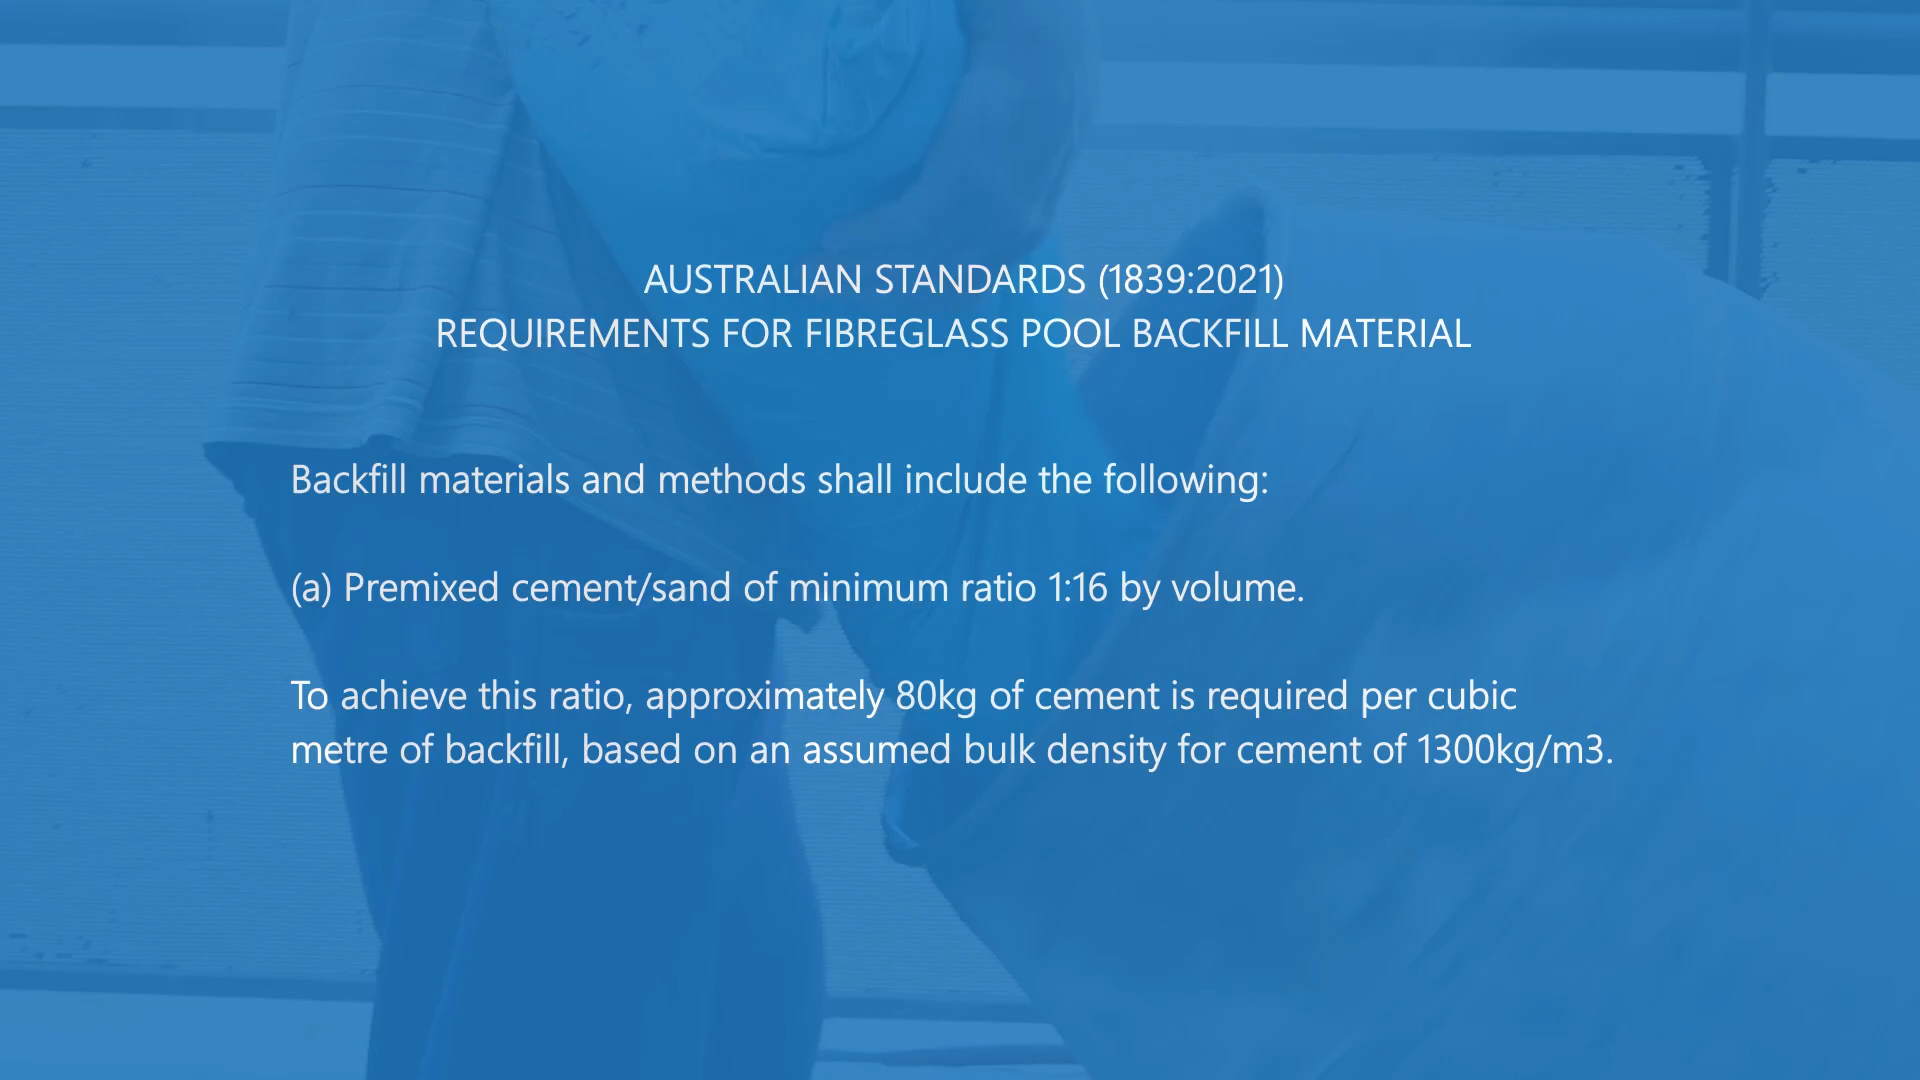 AUSTRALIAN STANDARDS (1839:2021)
REQUIREMENTS FOR FIBREGLASS POOL BACKFILL MATERIAL
Backfill materials and methods shall include the following:
(a) Premixed cement/sand of minimum ratio 1:16 by volume.
To achieve this ratio, approximately 80kg of cement is required per cubic
metre of backfill, based on an assumed bulk density for cement of 1300kg/m3.